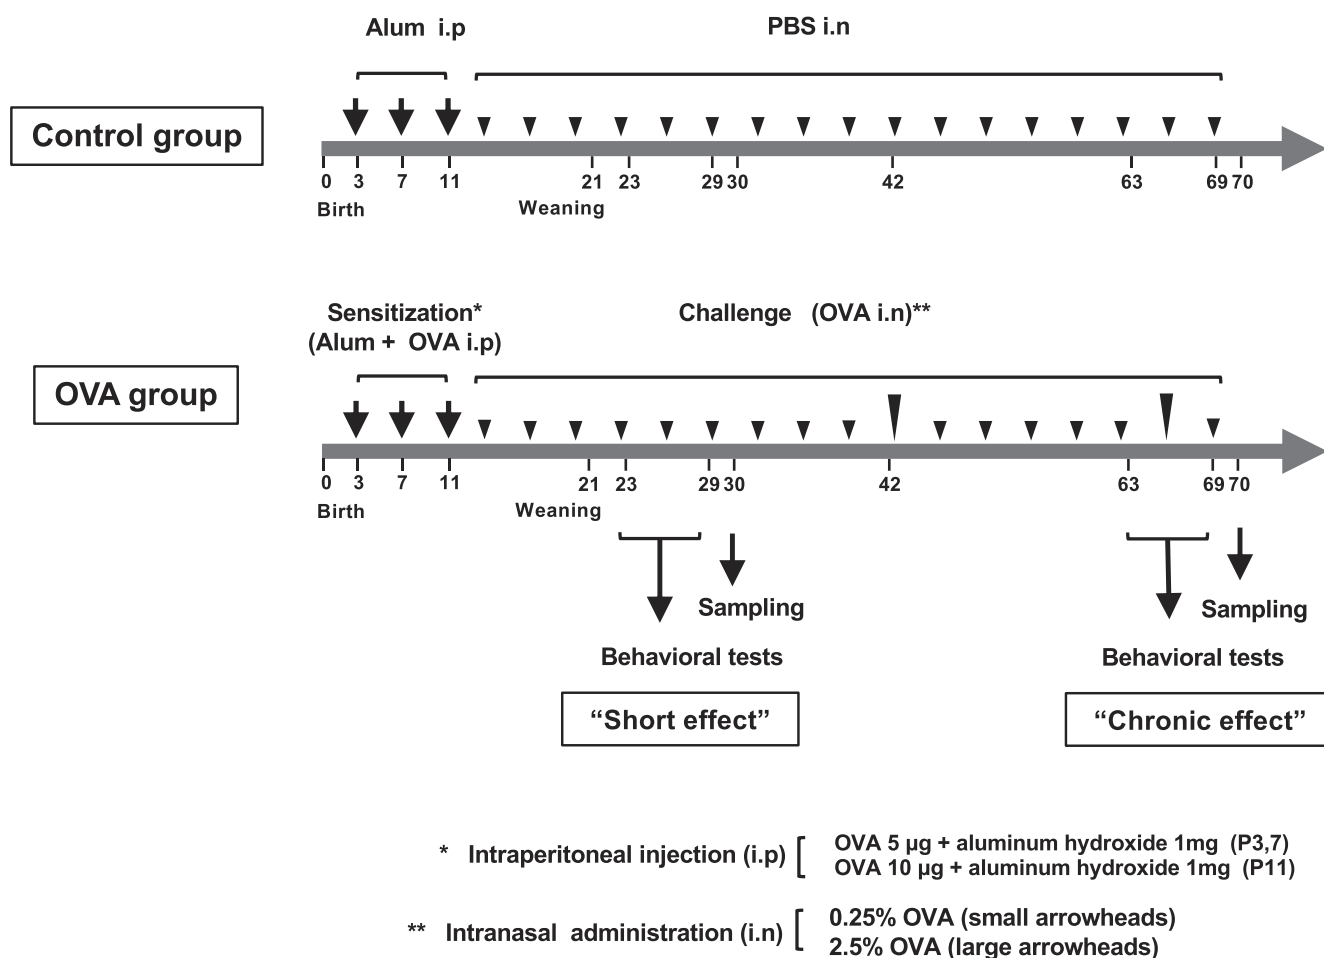 Alum i.p
PBS i.n
Control group
0 3 7 11 21 23 29 30 42 63 69 70
Birth
Weaning
Sensitization*
(Alum + OVA i.p)
Challenge (OVA i.n)**
OVA group
0 3 7 11 21 23 29 30 42 63 69 70
Birth
Weaning
Sampling
Sampling
Behavioral tests
Behavioral tests
“Short effect”
“Chronic effect”
* Intraperitoneal injection (i.p)
OVA 5 µg + aluminum hydroxide 1mg (P3,7)
OVA 10 µg + aluminum hydroxide 1mg (P11)
** Intranasal administration (i.n)
0.25% OVA (small arrowheads)
2.5% OVA (large arrowheads)